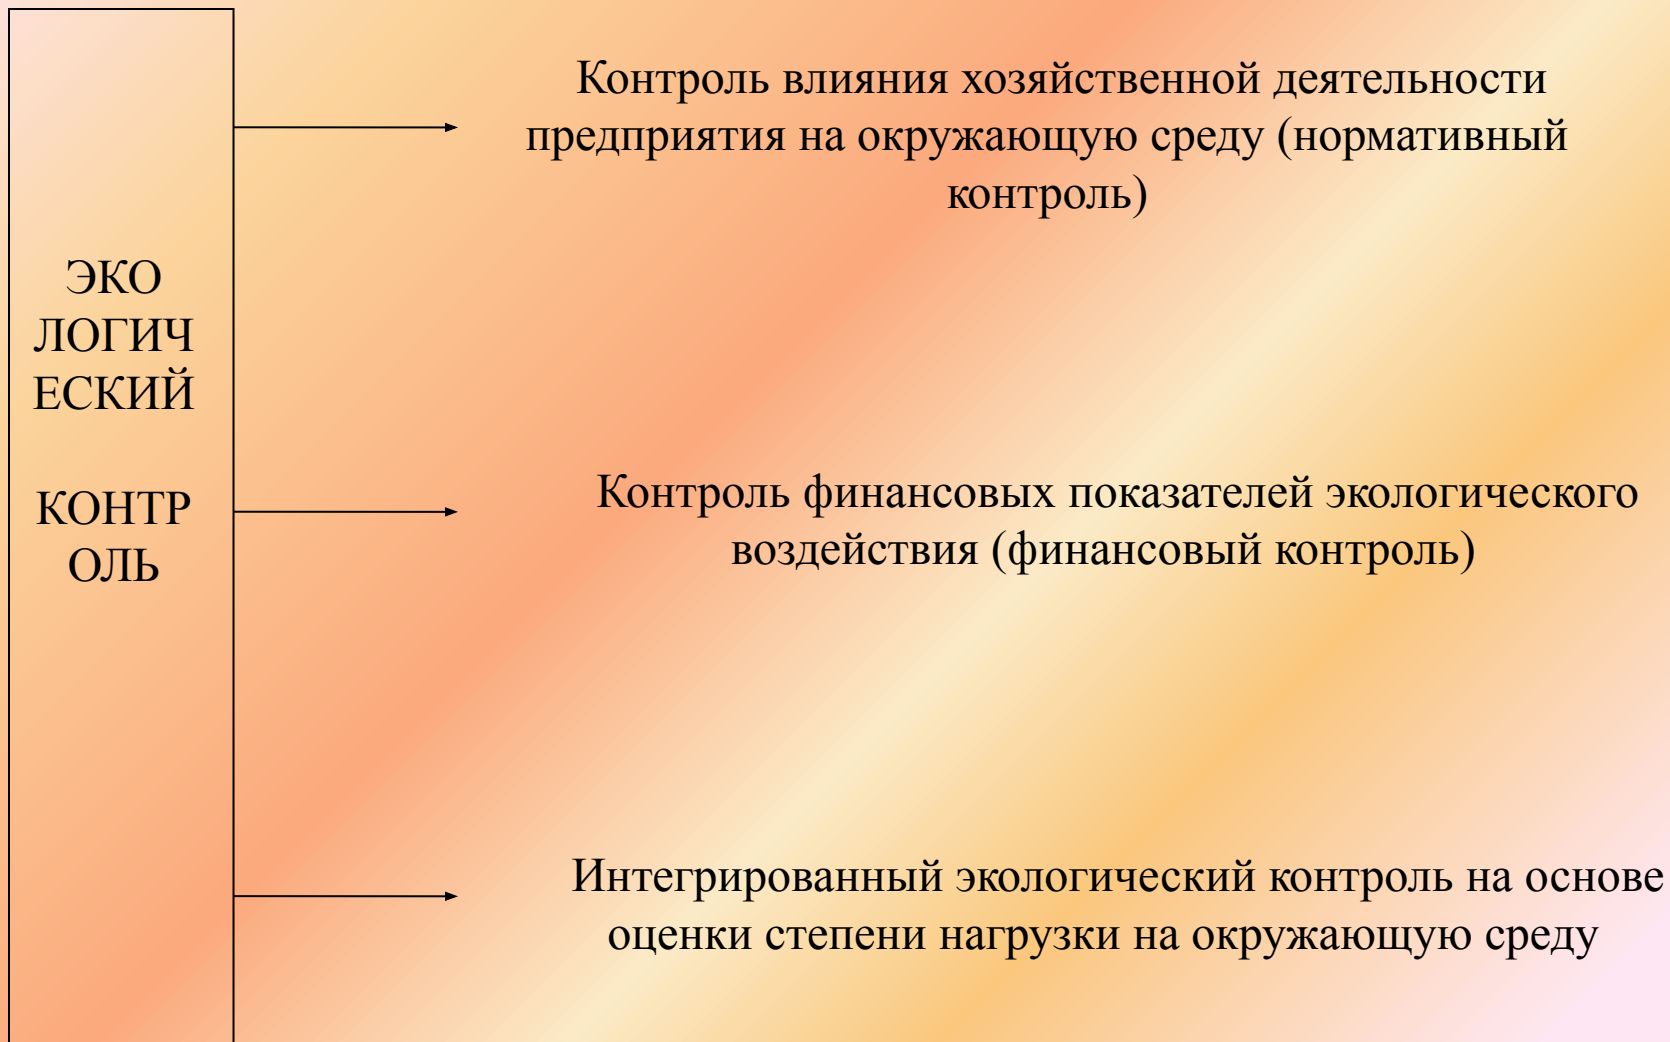 ЭКО
ЛОГИЧ
ЕСКИЙ
КОНТР
ОЛЬ
Контроль влияния хозяйственной деятельности
предприятия на окружающую среду (нормативный
контроль)
Контроль финансовых показателей экологического
воздействия (финансовый контроль)
Интегрированный экологический контроль на основе
оценки степени нагрузки на окружающую среду